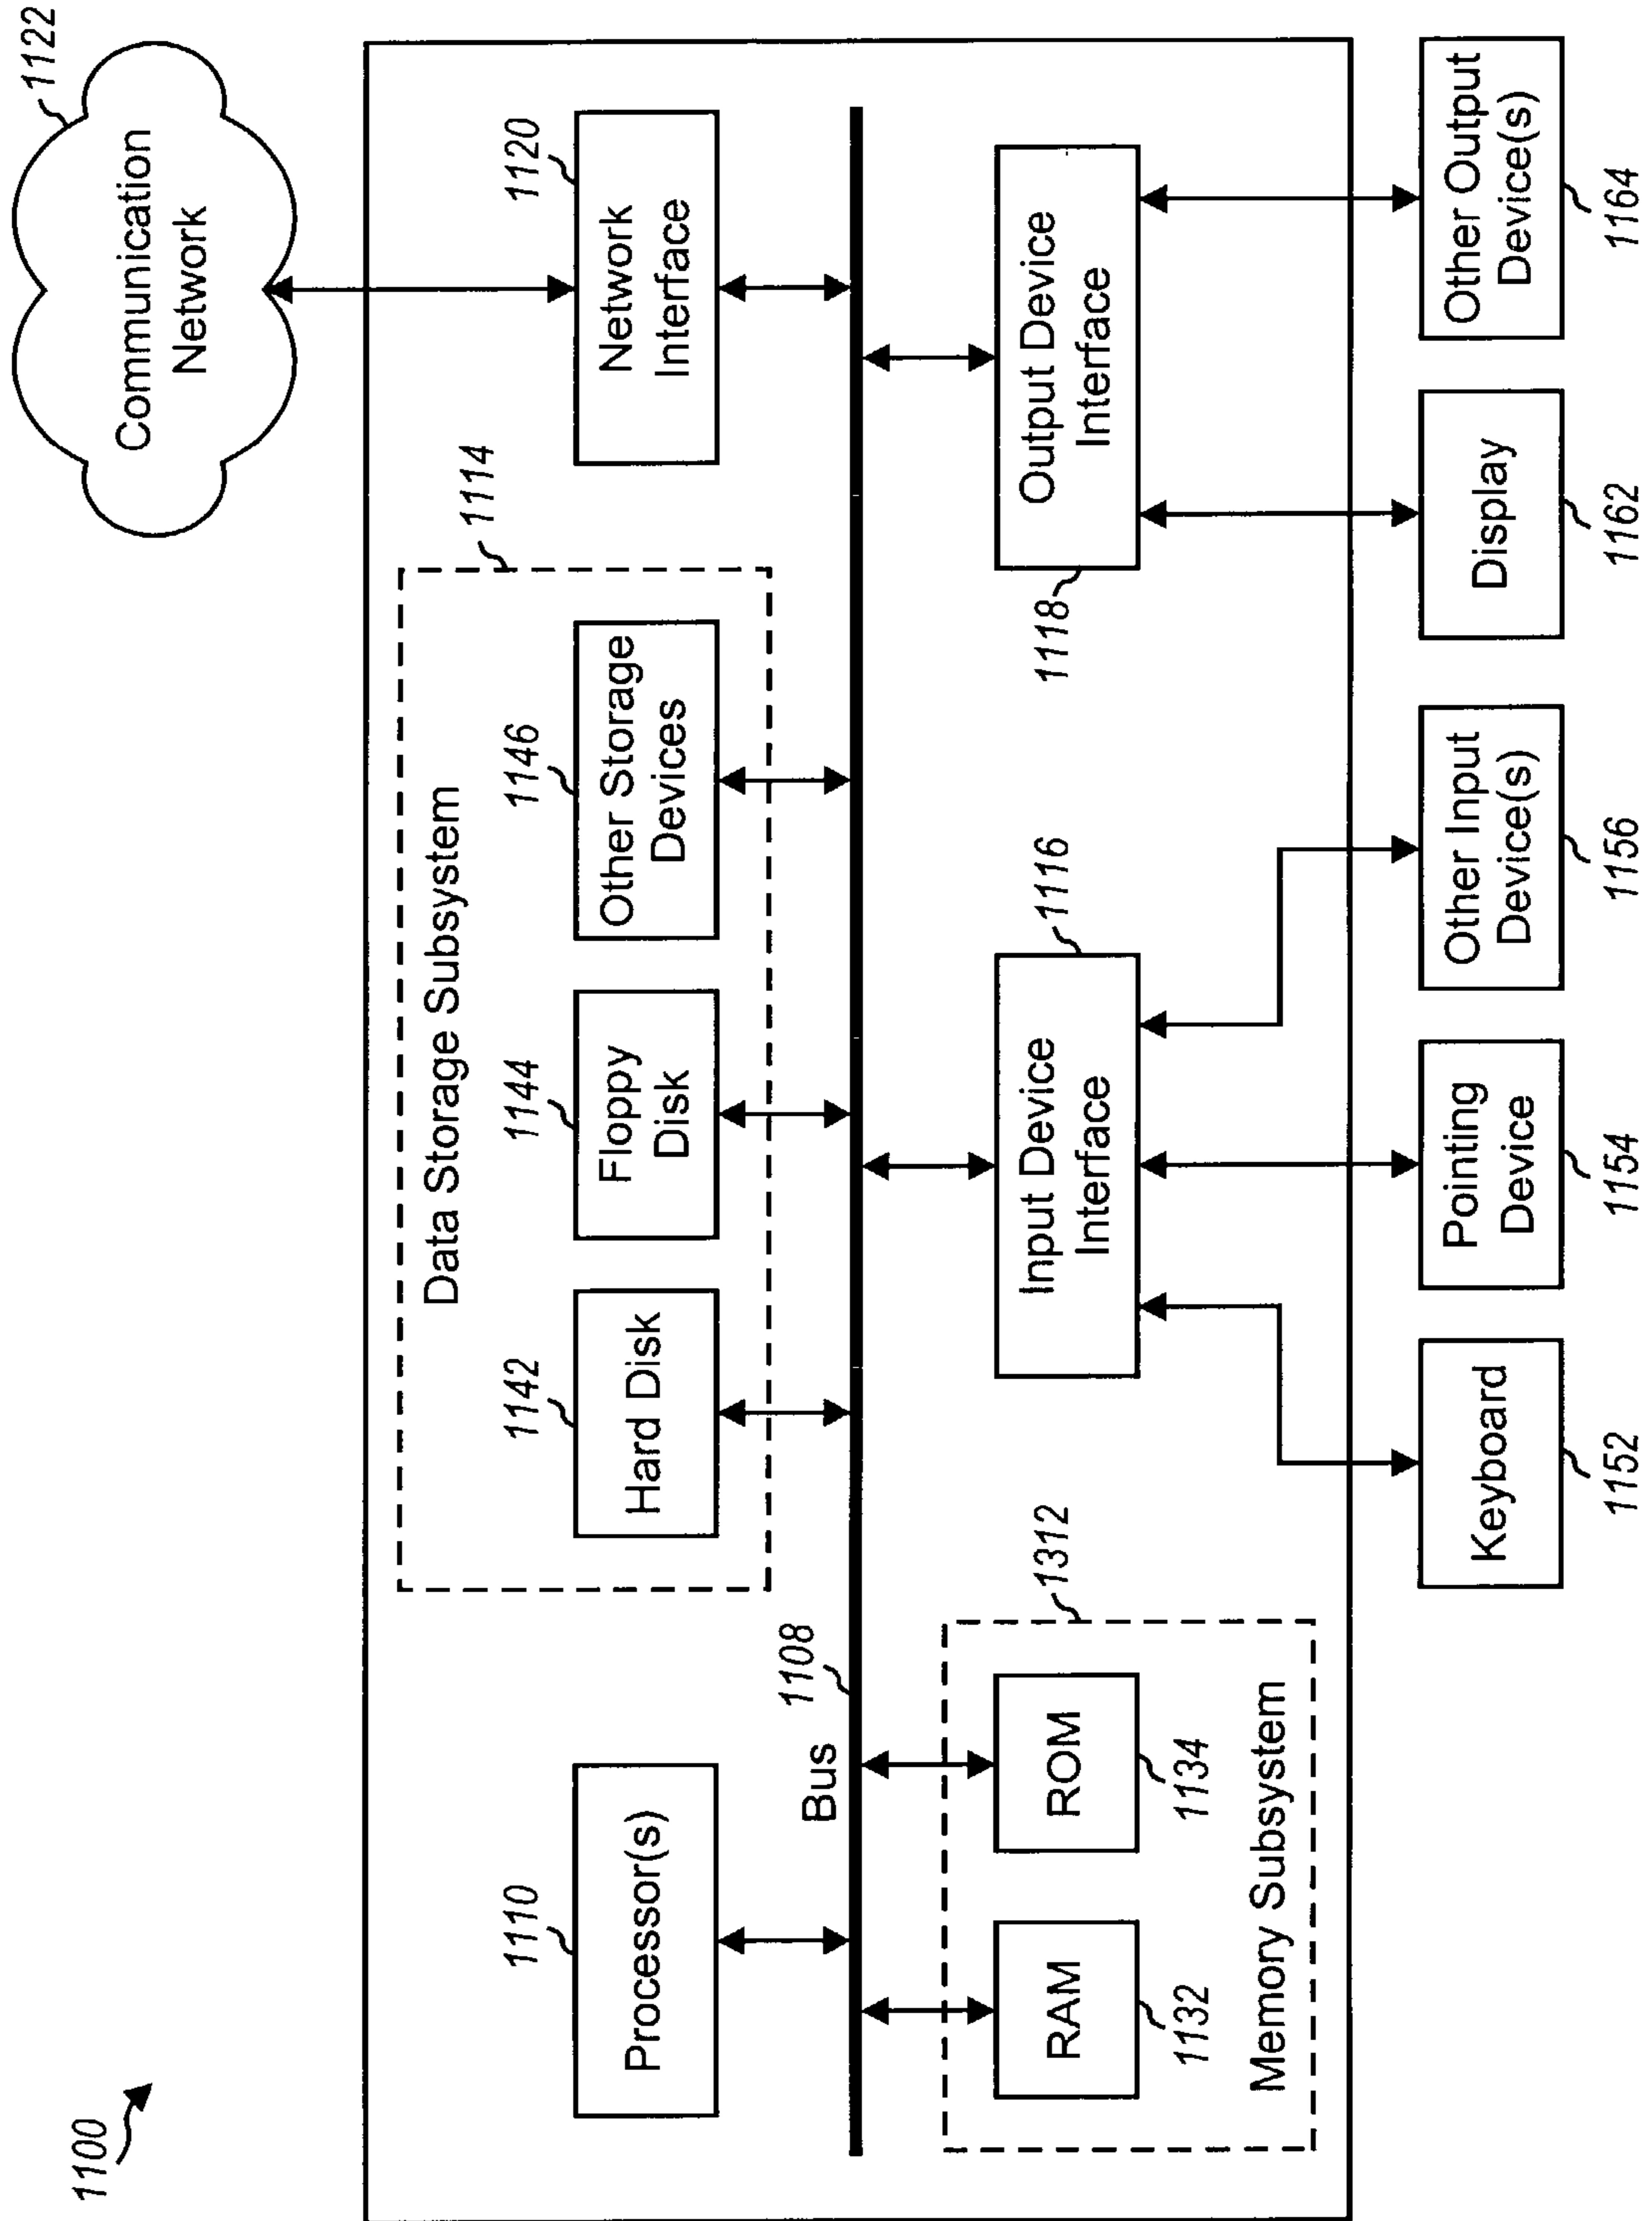 1100
Communication
Network
1122
1110
Processor(s)
1114
Data Storage Subsystem
1142
Hard Disk
1144
Floppy
Disk
1146
Other Storage
Devices
1120
Network
Interface
Bus
1108
1312
RAM
1132
ROM
1134
Memory Subsystem
1116
Input Device
Interface
1118
Output Device
Interface
Keyboard
1152
Pointing
Device
1154
Other Input
Device(s)
1156
Display
1162
Other Output
Device(s)
1164